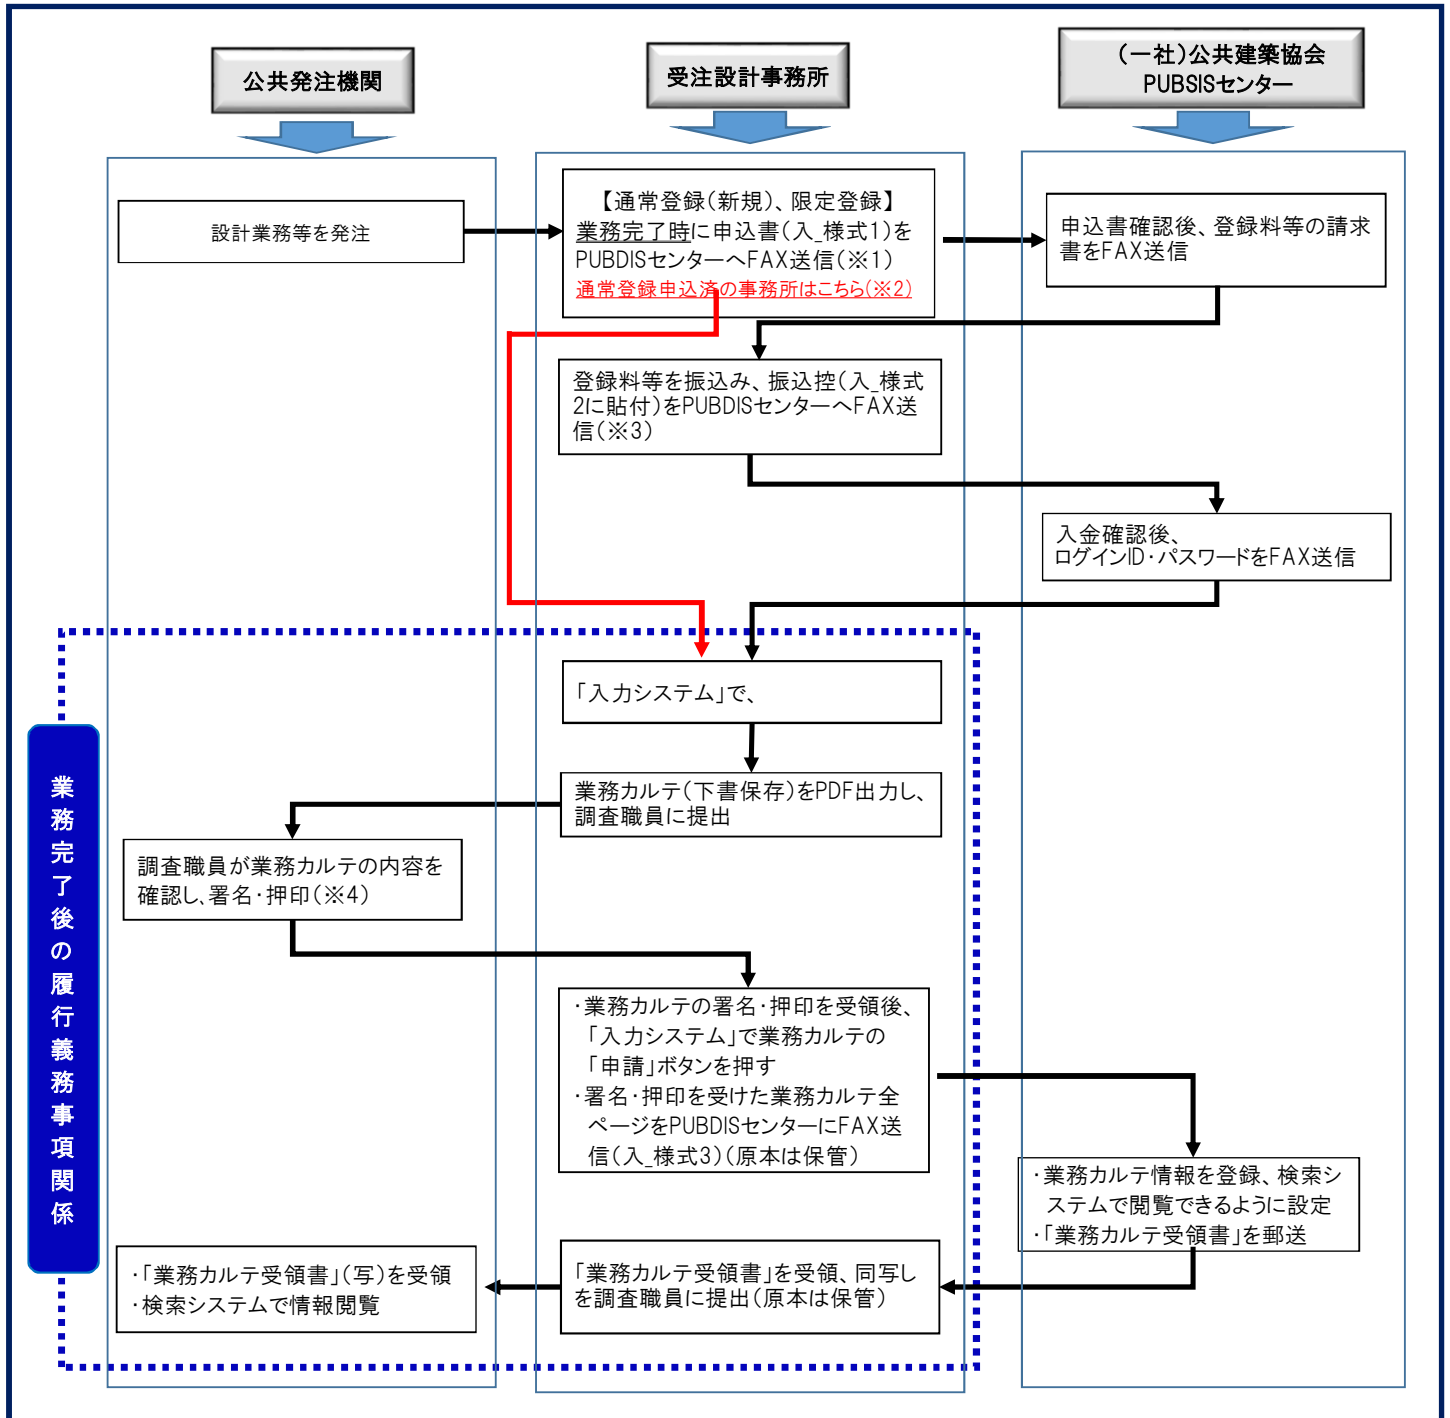 公共発注機関
受注設計事務所
(一社)公共建築協会
PUBSISセンター
設計業務等を発注
【通常登録(新規)、限定登録】
業務完了時に申込書(入_様式1)を
PUBDISセンターへFAX送信(※1)
通常登録申込済の事務所はこちら(※2)
申込書確認後、登録料等の請求
書をFAX送信
登録料等を振込み、振込控(入_様式
2に貼付)をPUBDISセンターへFAX送
信(※3)
入金確認後、
ログインID・パスワードをFAX送信
「入力システム」で、
業務カルテ(下書保存)をPDF出力し、
調査職員に提出
調査職員が業務カルテの内容を
確認し、署名・押印(※4)
・業務カルテの署名・押印を受領後、
「入力システム」で業務カルテの
「申請」ボタンを押す
・署名・押印を受けた業務カルテ全
ページをPUBDISセンターにFAX送
信(入_様式3)(原本は保管)
・業務カルテ情報を登録、検索シ
ステムで閲覧できるように設定
・「業務カルテ受領書」を郵送
「業務カルテ受領書」を受領、同写し
を調査職員に提出(原本は保管)
・「業務カルテ受領書」(写)を受領
・検索システムで情報閲覧
業務完了後の履行義務事項関係